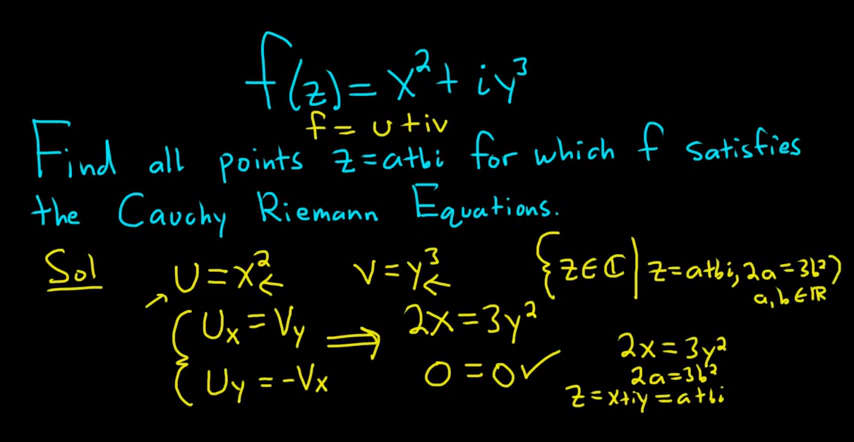 f(z) = x² + iy³
f = u + iv
Find all points z = a+bi for which f satisfies
the Cauchy Riemann Equations.
Sol
U = x² ←
V = y³ ←
{z ∈ ℂ | z = a+bi, 2a = 3b²}
a, b ∈ ℝ
→
{ Ux = Vy ⟹ 2x = 3y²
{ Uy = -Vx
0 = 0 ✓
2x = 3y²
2a = 3b²
z = x+iy = a+bi